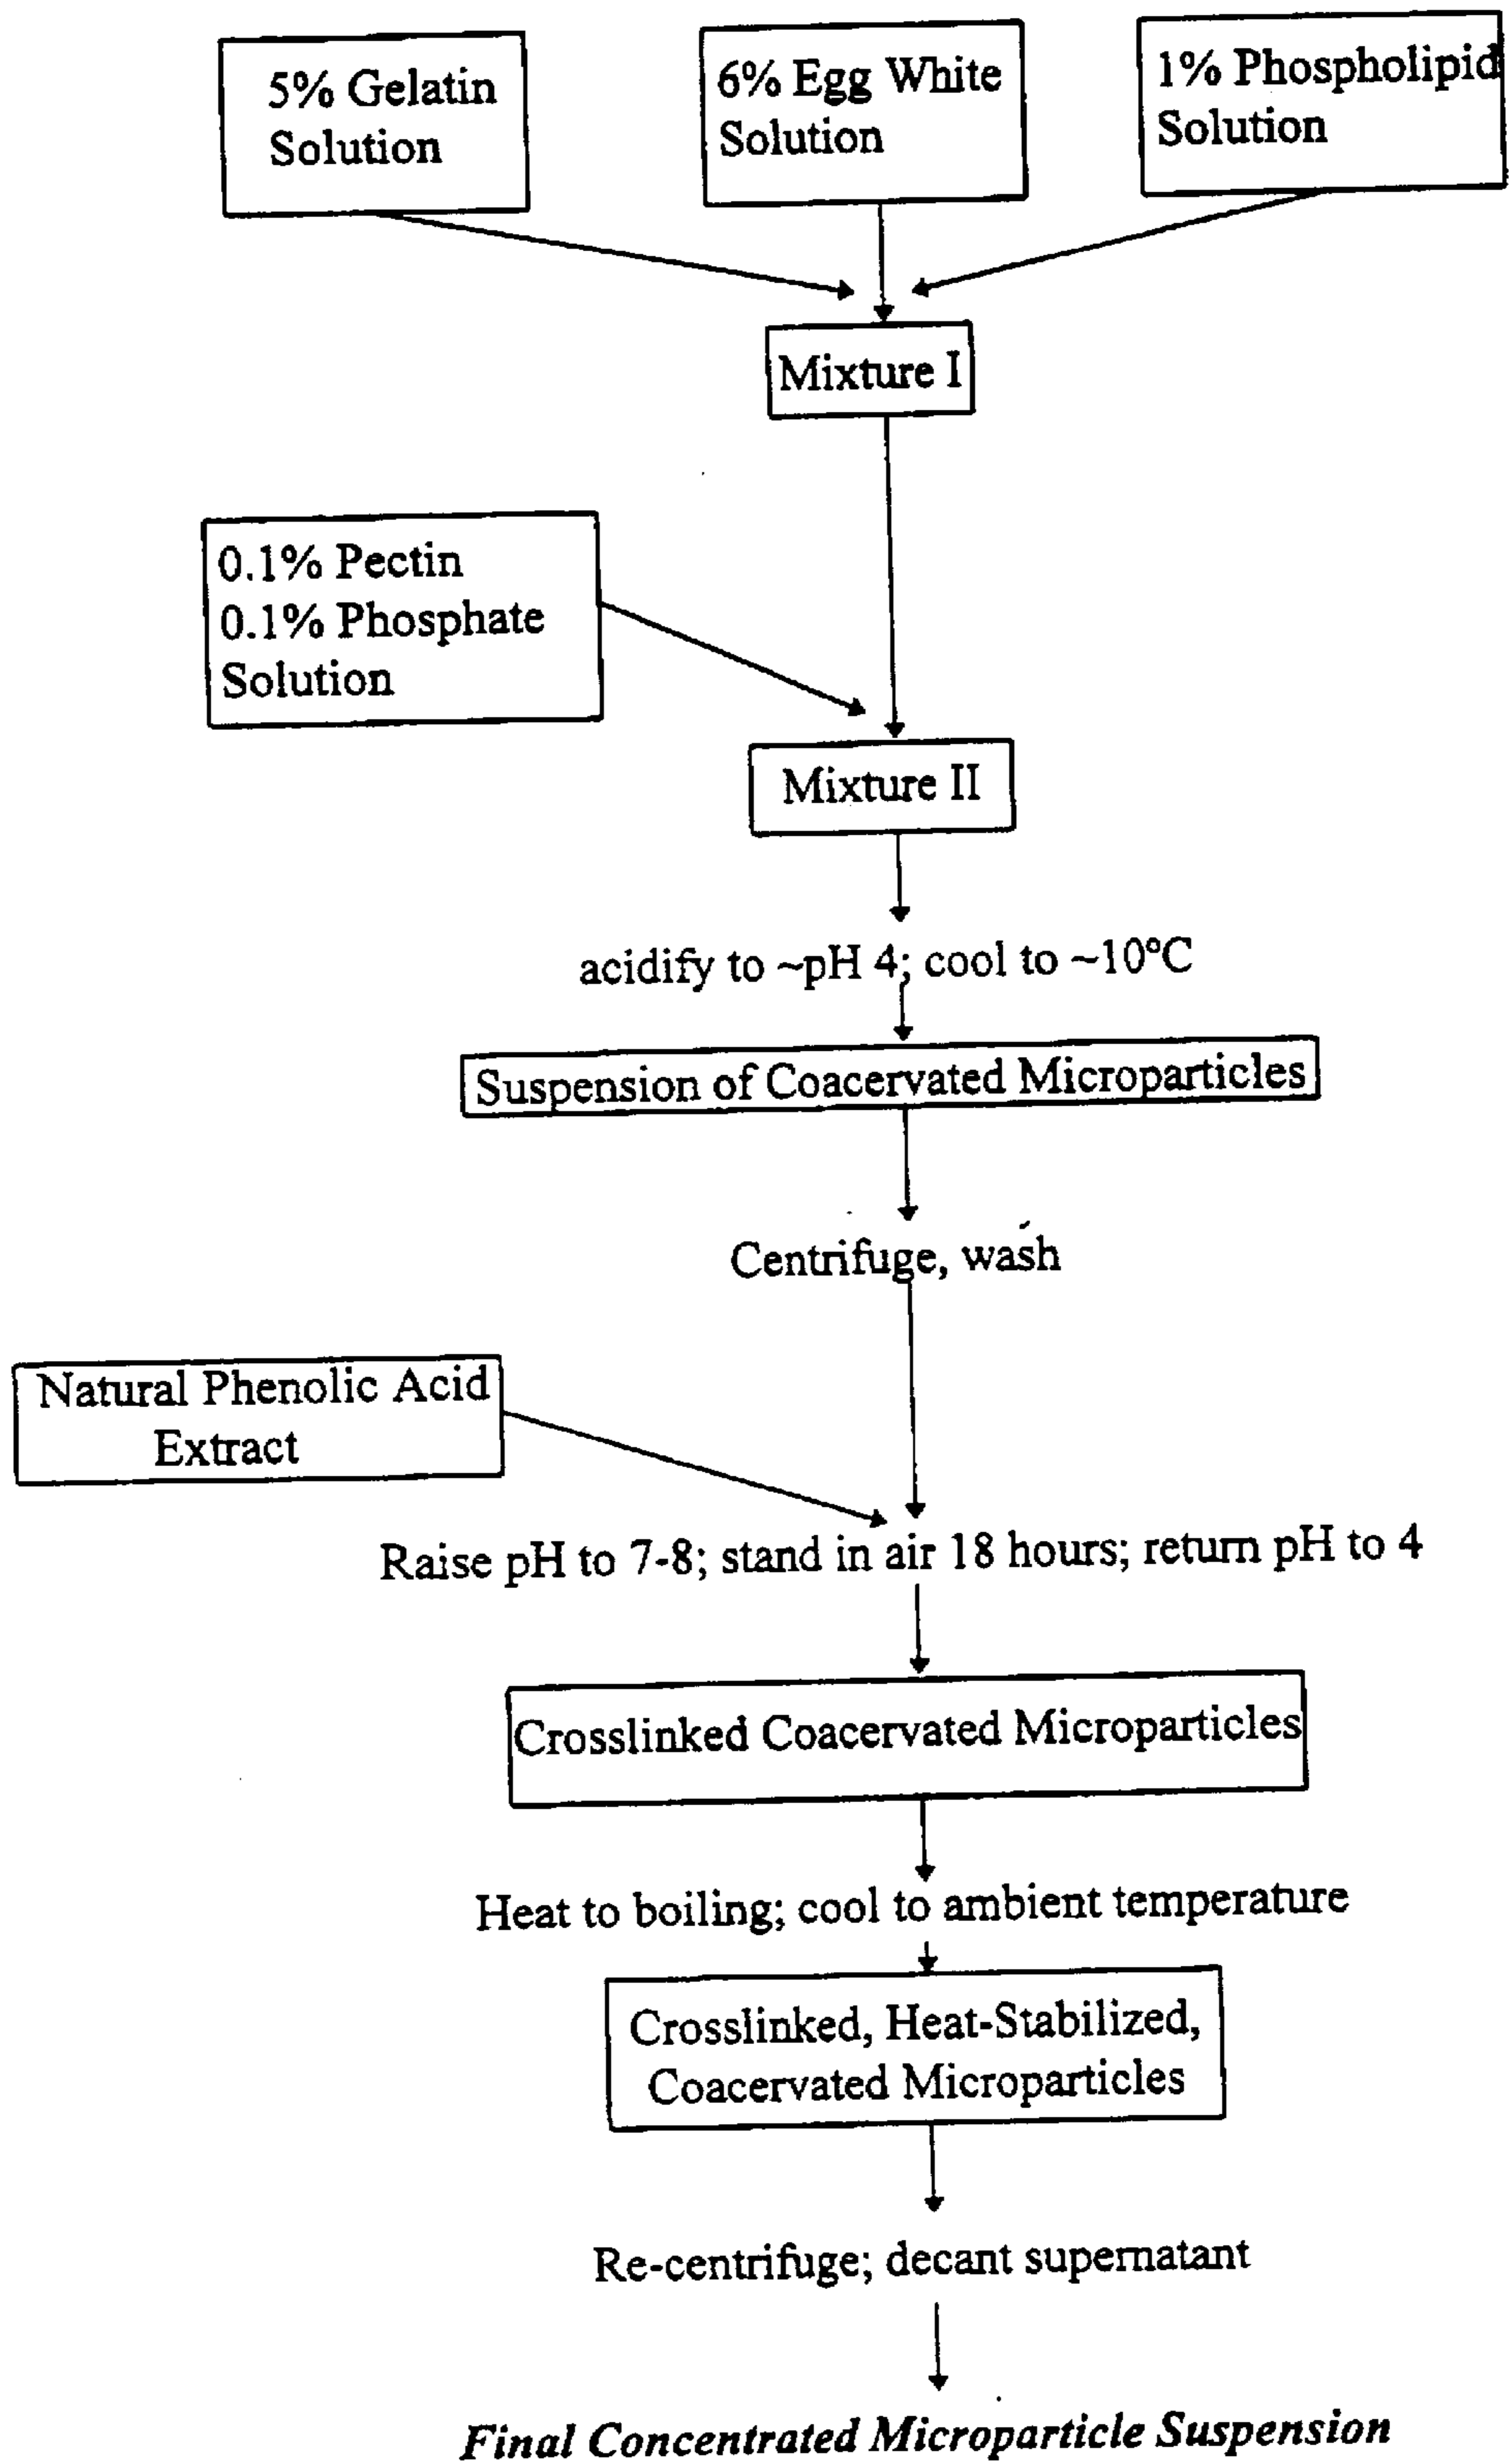 5% Gelatin
Solution
6% Egg White
Solution
1% Phospholipid
Solution
Mixture I
0.1% Pectin
0.1% Phosphate
Solution
Mixture II
acidify to ~pH 4; cool to ~10°C
Suspension of Coacervated Microparticles
Centrifuge, wash
Natural Phenolic Acid
Extract
Raise pH to 7-8; stand in air 18 hours; return pH to 4
Crosslinked Coacervated Microparticles
Heat to boiling; cool to ambient temperature
Crosslinked, Heat-Stabilized,
Coacervated Microparticles
Re-centrifuge; decant supernatant
Final Concentrated Microparticle Suspension